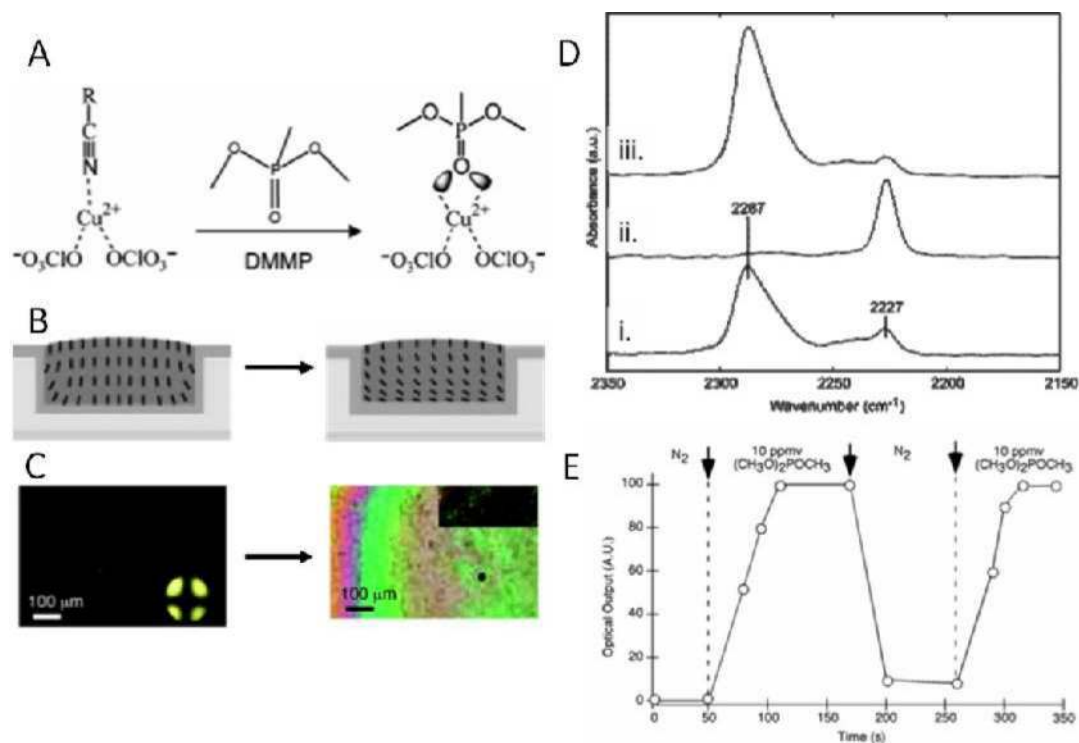 A
R
C
N
Cu2+
-O3ClO OClO3-
O P O
O
DMMP
O P O
O
Cu2+
-O3ClO OClO3-
B
C
100 μm
100 μm
D
Absorbance (a.u.)
iii.
2287
ii.
2227
i.
2350 2300 2250 2200 2150
Wavenumber (cm-1)
E
N2
10 ppmv
(CH3O)2POCH3
N2
10 ppmv
(CH3O)2POCH3
Optical Output (A.U.)
100
80
60
40
20
0
0 50 100 150 200 250 300 350
Time (s)